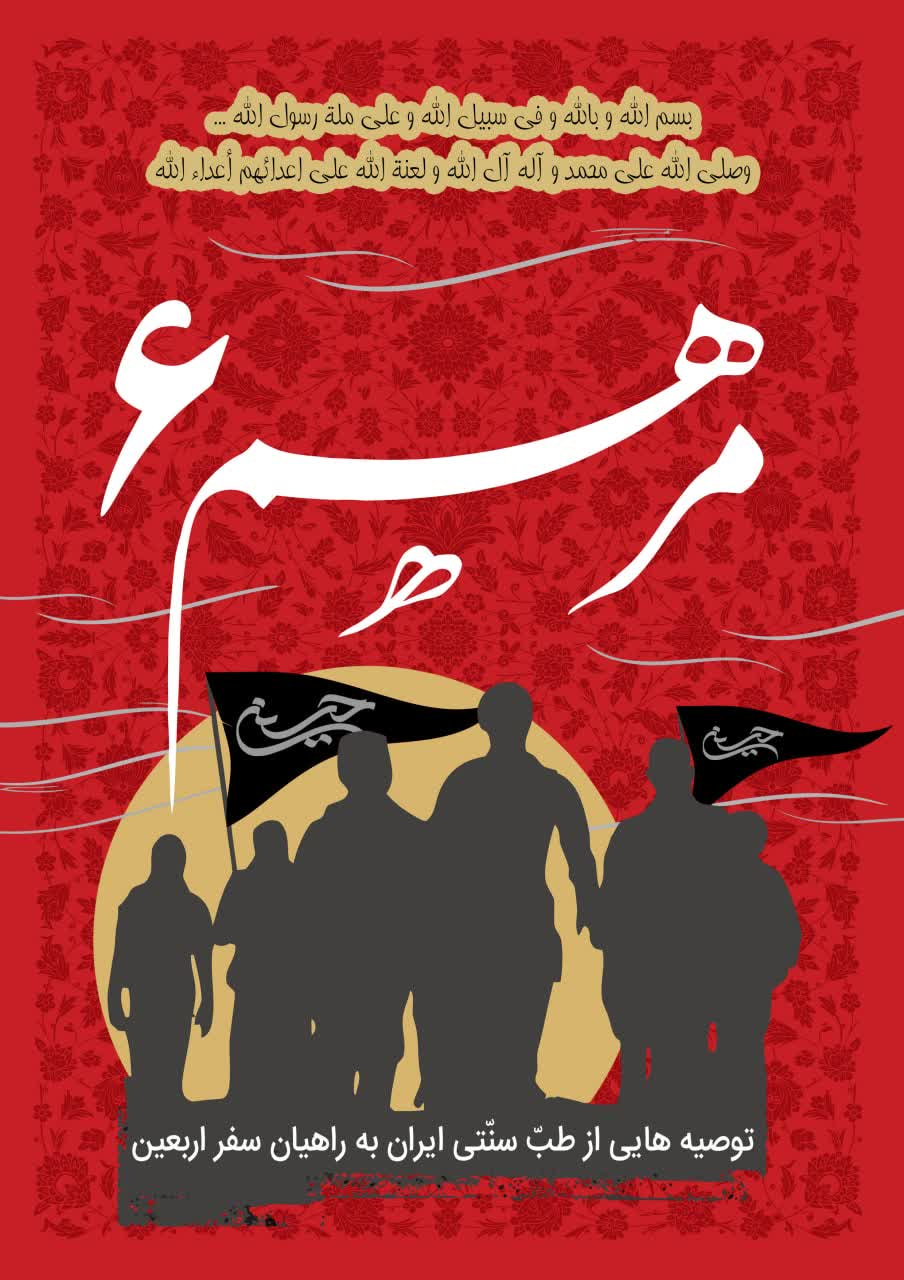 بسم الله و بالله و فی سبیل الله و علی ملة رسول الله ...
وصلی الله علی محمد و آله آل الله و لعنة الله علی اعدائهم أعداء الله
مرهم ۶
حسین
حسین
توصیه هایی از طبّ سنّتی ایران به راهیان سفر اربعین